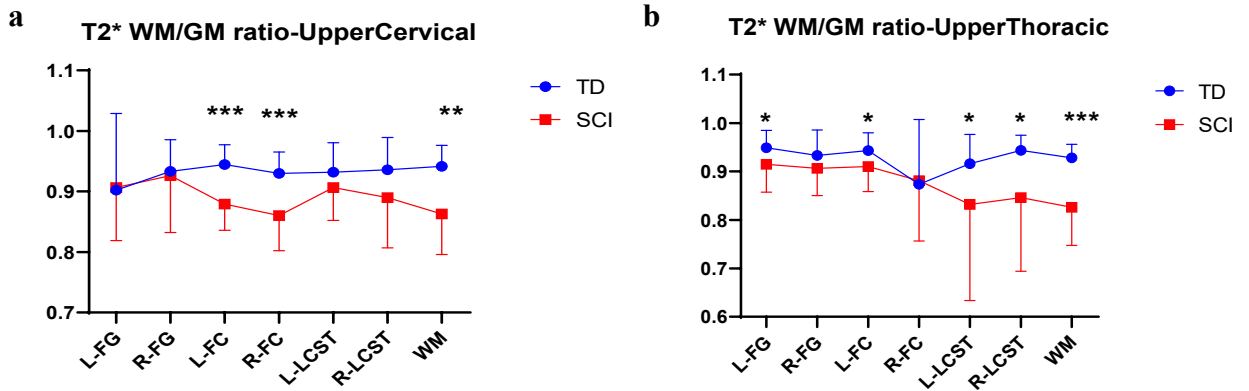 a
T2* WM/GM ratio-UpperCervical
1.1
1.0
0.9
0.8
0.7
*** *** **
TD
SCI
L-FG R-FG L-FC R-FC L-LCST R-LCST WM
b
T2* WM/GM ratio-UpperThoracic
1.1
1.0
0.9
0.8
0.7
0.6
* * * * ***
TD
SCI
L-FG R-FG L-FC R-FC L-LCST R-LCST WM